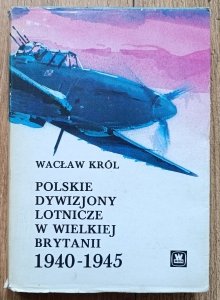 WACŁAW KRÓL
POLSKIE
DYWIZJONY
LOTNICZE
W WIELKIEJ
BRYTANII
1940-1945